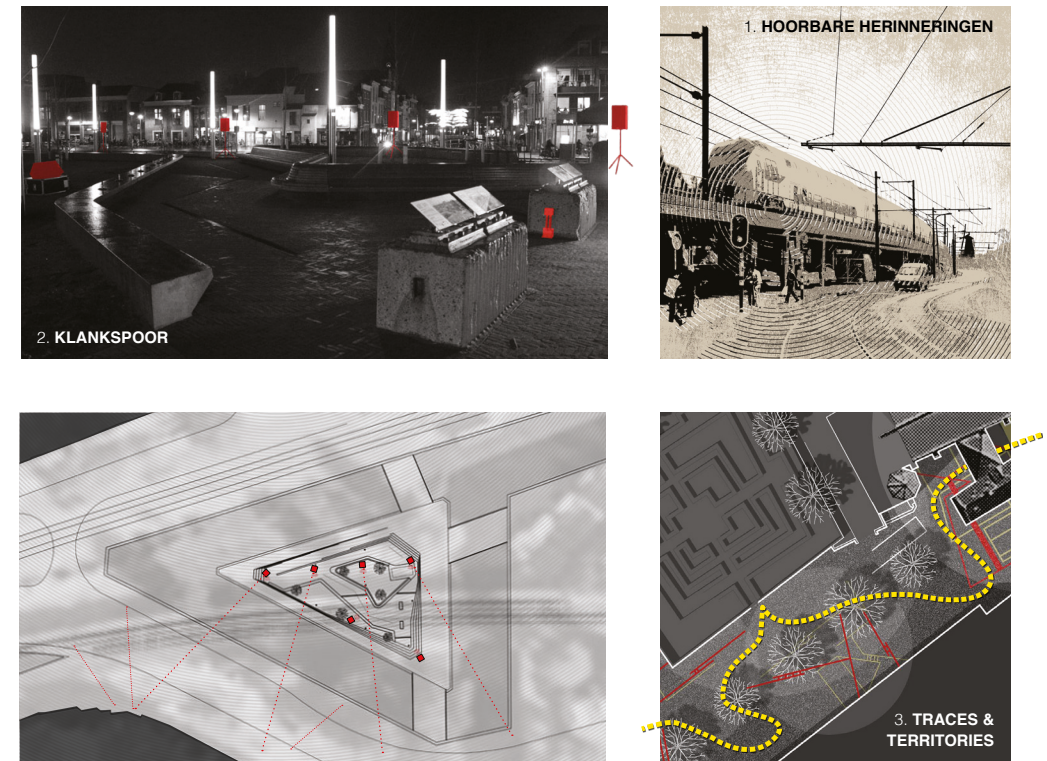 1. HOORBARE HERINNERINGEN
2. KLANKSPOOR
3. TRACES &
TERRITORIES